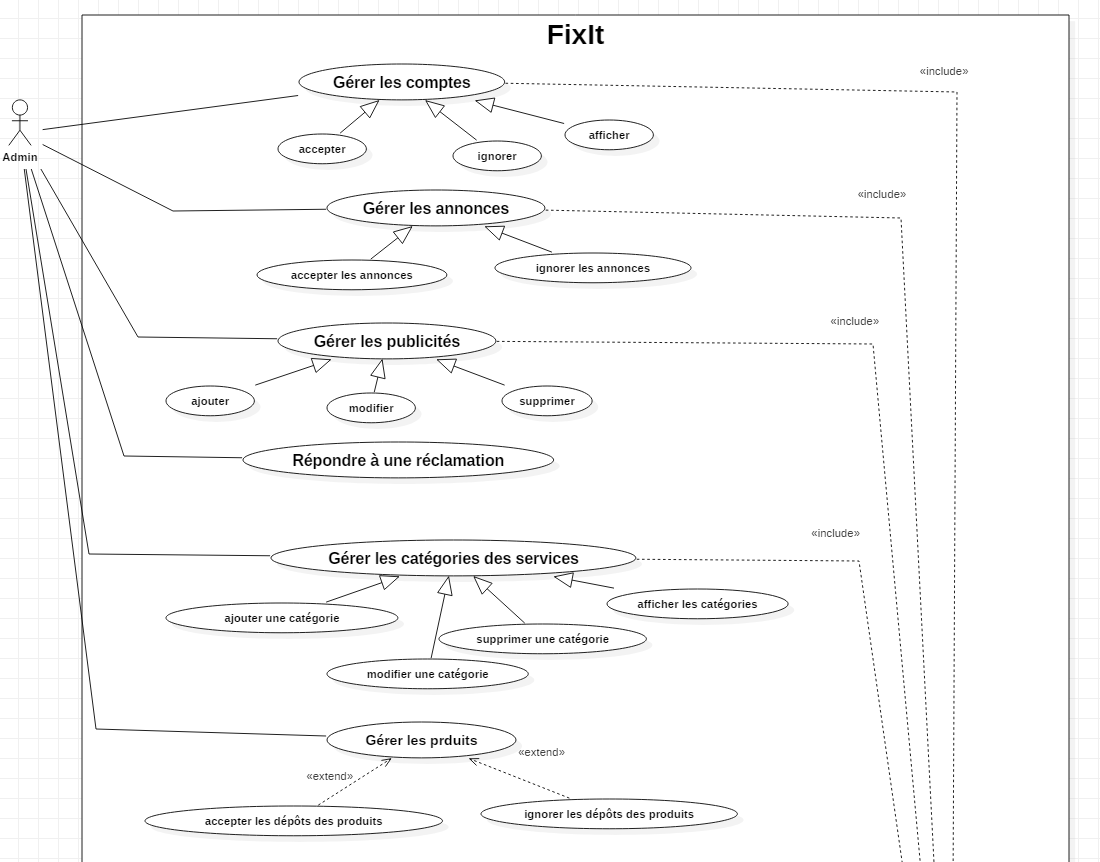 FixIt
«include»
Gérer les comptes
Admin
accepter
ignorer
afficher
«include»
Gérer les annonces
accepter les annonces
ignorer les annonces
«include»
Gérer les publicités
ajouter
modifier
supprimer
Répondre à une réclamation
«include»
Gérer les catégories des services
ajouter une catégorie
afficher les catégories
supprimer une catégorie
modifier une catégorie
Gérer les prduits
«extend»
«extend»
accepter les dépôts des produits
ignorer les dépôts des produits